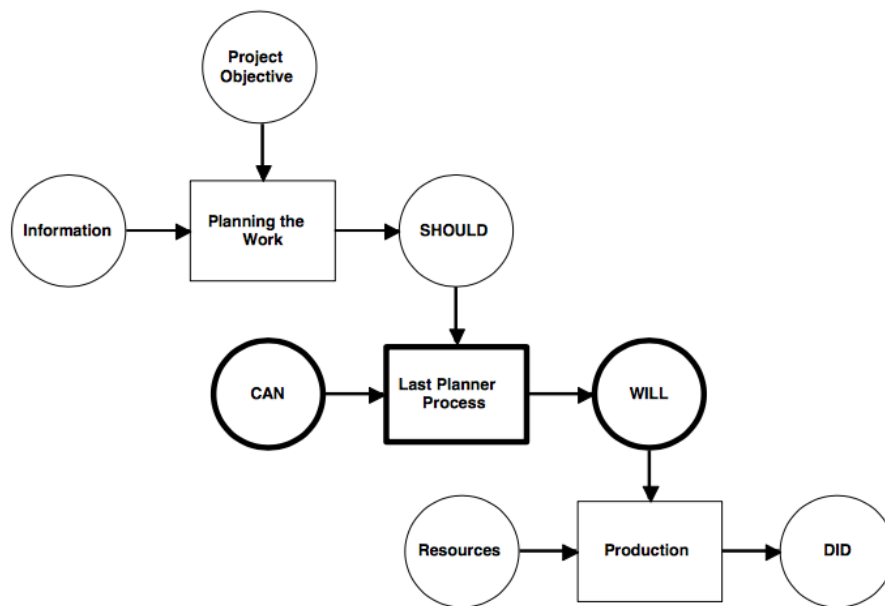 Project
Objective
Information
Planning the
Work
SHOULD
CAN
Last Planner
Process
WILL
Resources
Production
DID